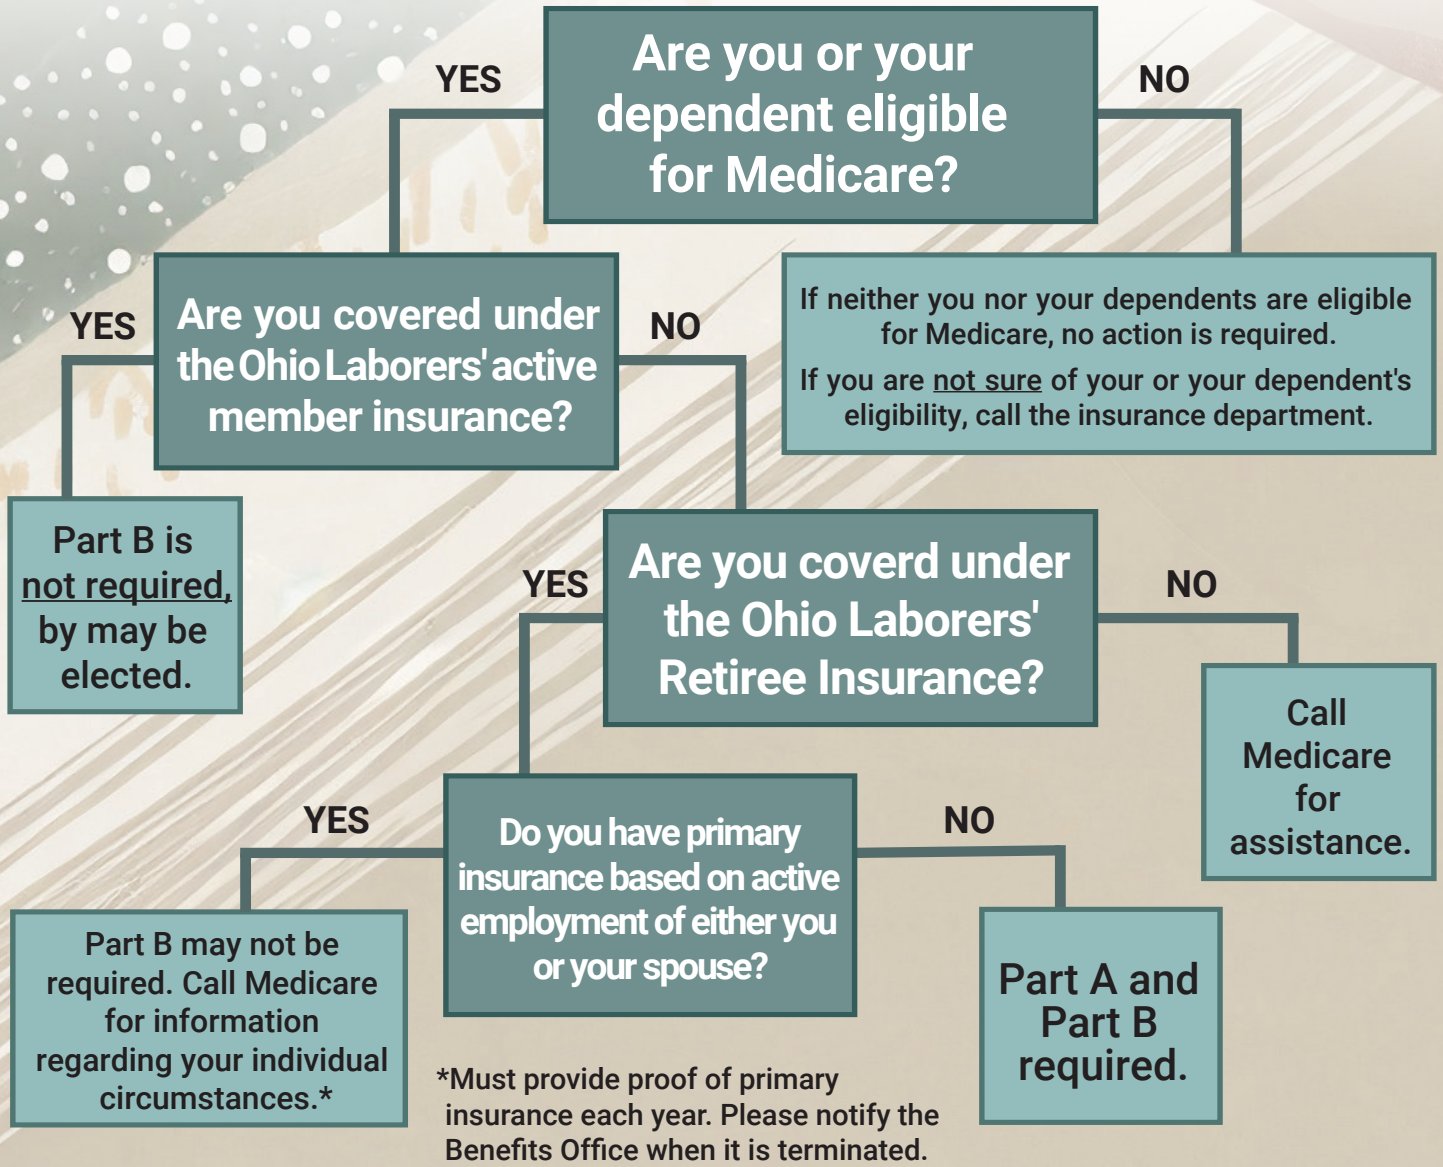 Are you or your
dependent eligible
for Medicare?
YES
NO
Are you covered under
the Ohio Laborers' active
member insurance?
YES
NO
If neither you nor your dependents are eligible
for Medicare, no action is required.
If you are not sure of your or your dependent's
eligibility, call the insurance department.
Part B is
not required,
by may be
elected.
Are you coverd under
the Ohio Laborers'
Retiree Insurance?
YES
NO
Call
Medicare
for
assistance.
Do you have primary
insurance based on active
employment of either you
or your spouse?
YES
NO
Part B may not be
required. Call Medicare
for information
regarding your individual
circumstances.*
Part A and
Part B
required.
*Must provide proof of primary
insurance each year. Please notify the
Benefits Office when it is terminated.